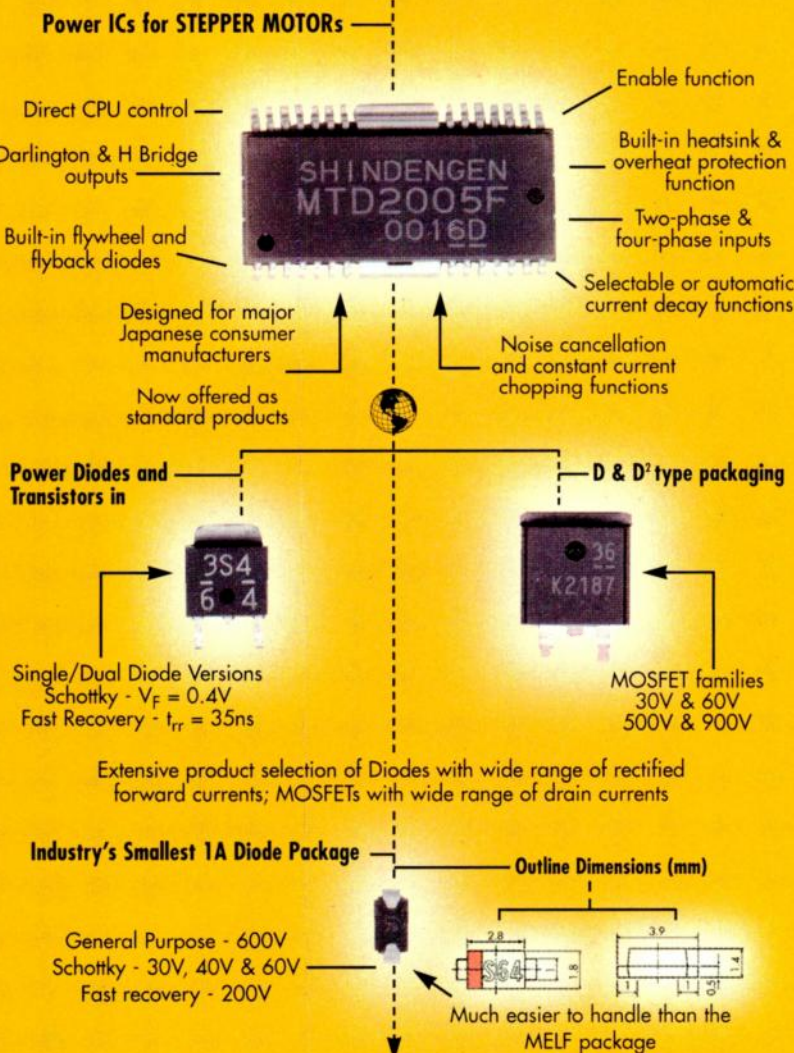 Power ICs for STEPPER MOTORs
Direct CPU control
Enable function
Darlington & H Bridge
outputs
Built-in heatsink &
overheat protection
function
SHINDENGEN
MTD2005F
0016D
Two-phase &
four-phase inputs
Built-in flywheel and
flyback diodes
Selectable or automatic
current decay functions
Designed for major
Japanese consumer
manufacturers
Noise cancellation
and constant current
chopping functions
Now offered as
standard products
Power Diodes and
Transistors in
D & D² type packaging
3S4
6 4
36
K2187
Single/Dual Diode Versions
Schottky - VF = 0.4V
Fast Recovery - trr = 35ns
MOSFET families
30V & 60V
500V & 900V
Extensive product selection of Diodes with wide range of rectified
forward currents; MOSFETs with wide range of drain currents
Industry's Smallest 1A Diode Package
Outline Dimensions (mm)
General Purpose - 600V
Schottky - 30V, 40V & 60V
Fast recovery - 200V
2.8
S64
1.8
3.9
1.4
0.5
1
1
Much easier to handle than the
MELF package